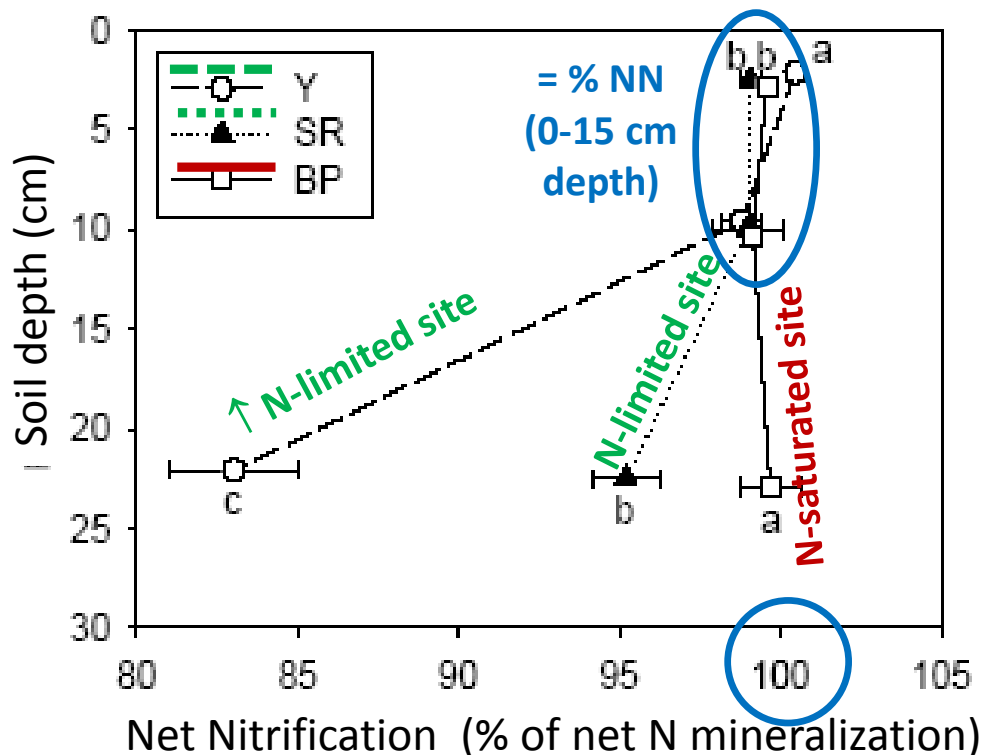 0
5
10
15
20
25
30
Soil depth (cm)
Y
SR
BP
= % NN
(0-15 cm
depth)
b b a
↑ N-limited site
N-limited site
N-saturated site
c
b
a
80 85 90 95 100 105
Net Nitrification (% of net N mineralization)